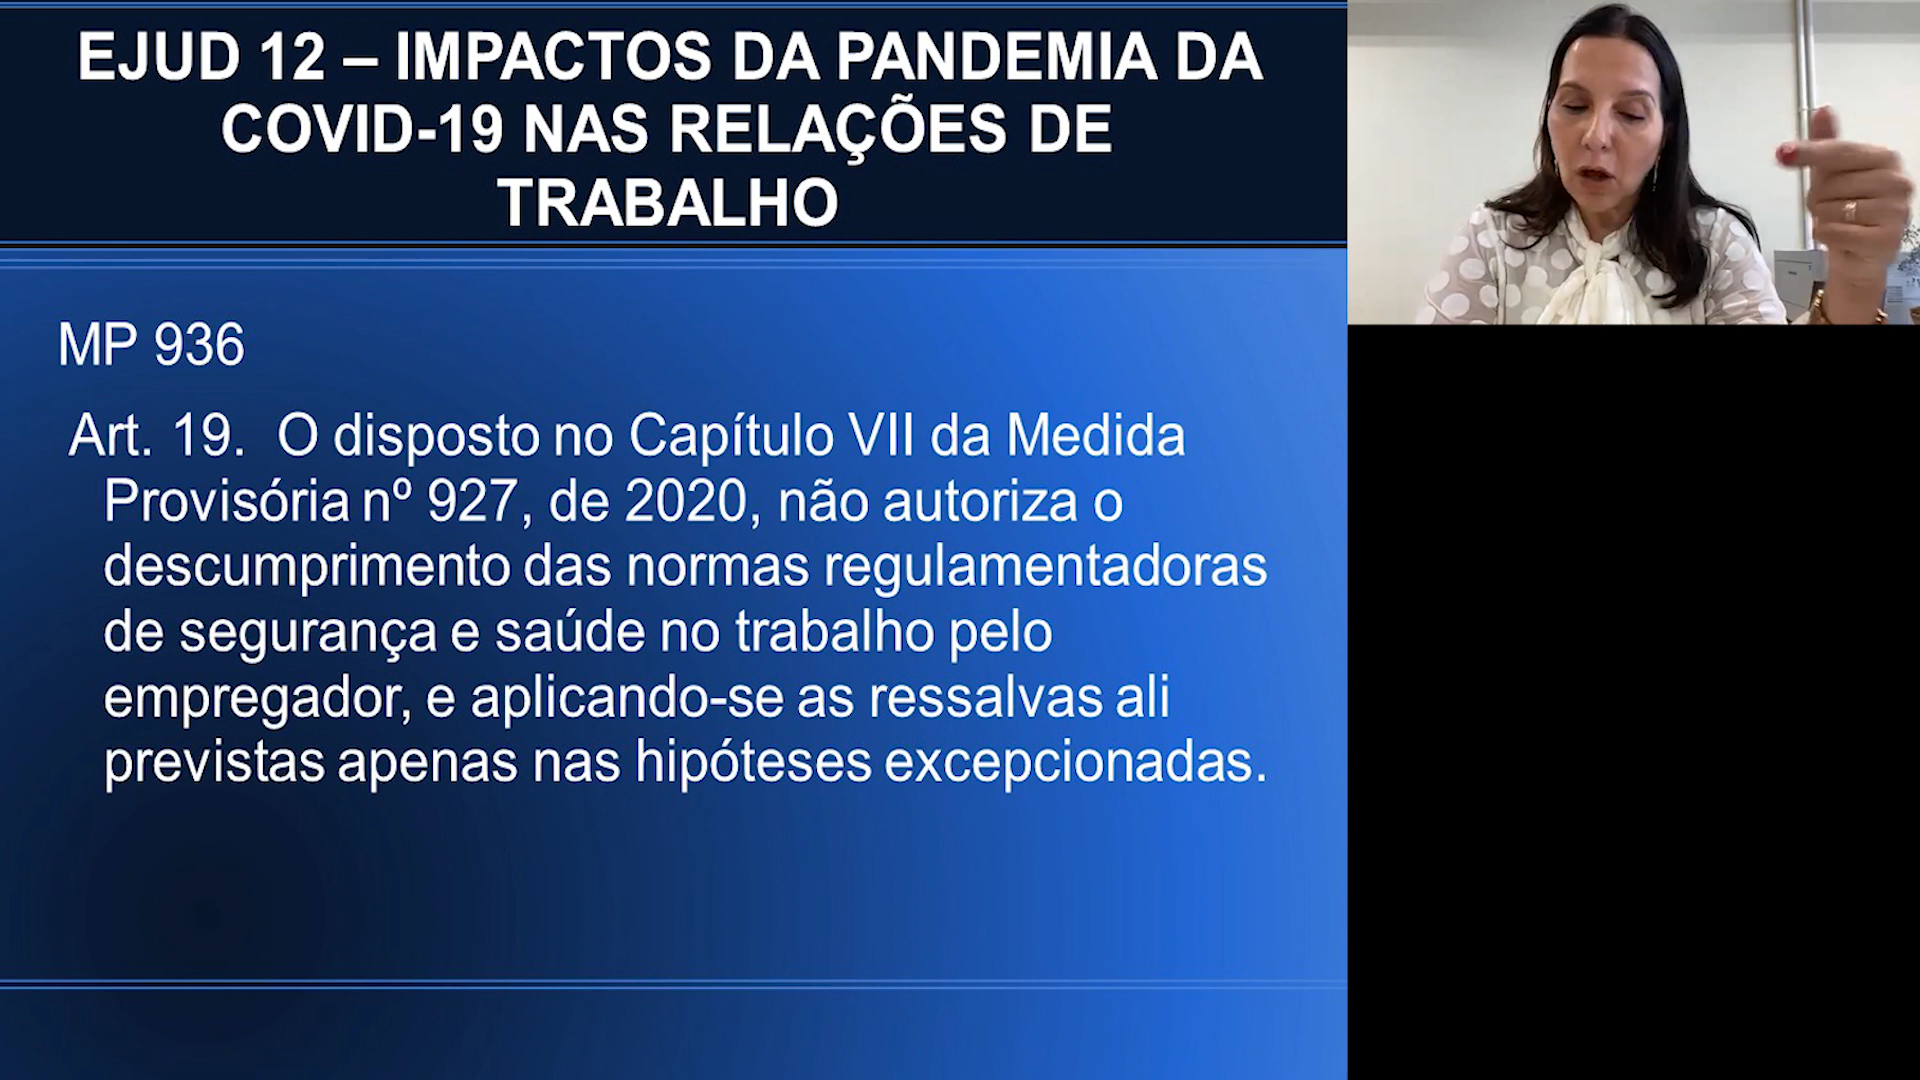 EJUD 12 – IMPACTOS DA PANDEMIA DA
COVID-19 NAS RELAÇÕES DE
TRABALHO
MP 936
Art. 19. O disposto no Capítulo VII da Medida
Provisória nº 927, de 2020, não autoriza o
descumprimento das normas regulamentadoras
de segurança e saúde no trabalho pelo
empregador, e aplicando-se as ressalvas ali
previstas apenas nas hipóteses excepcionadas.